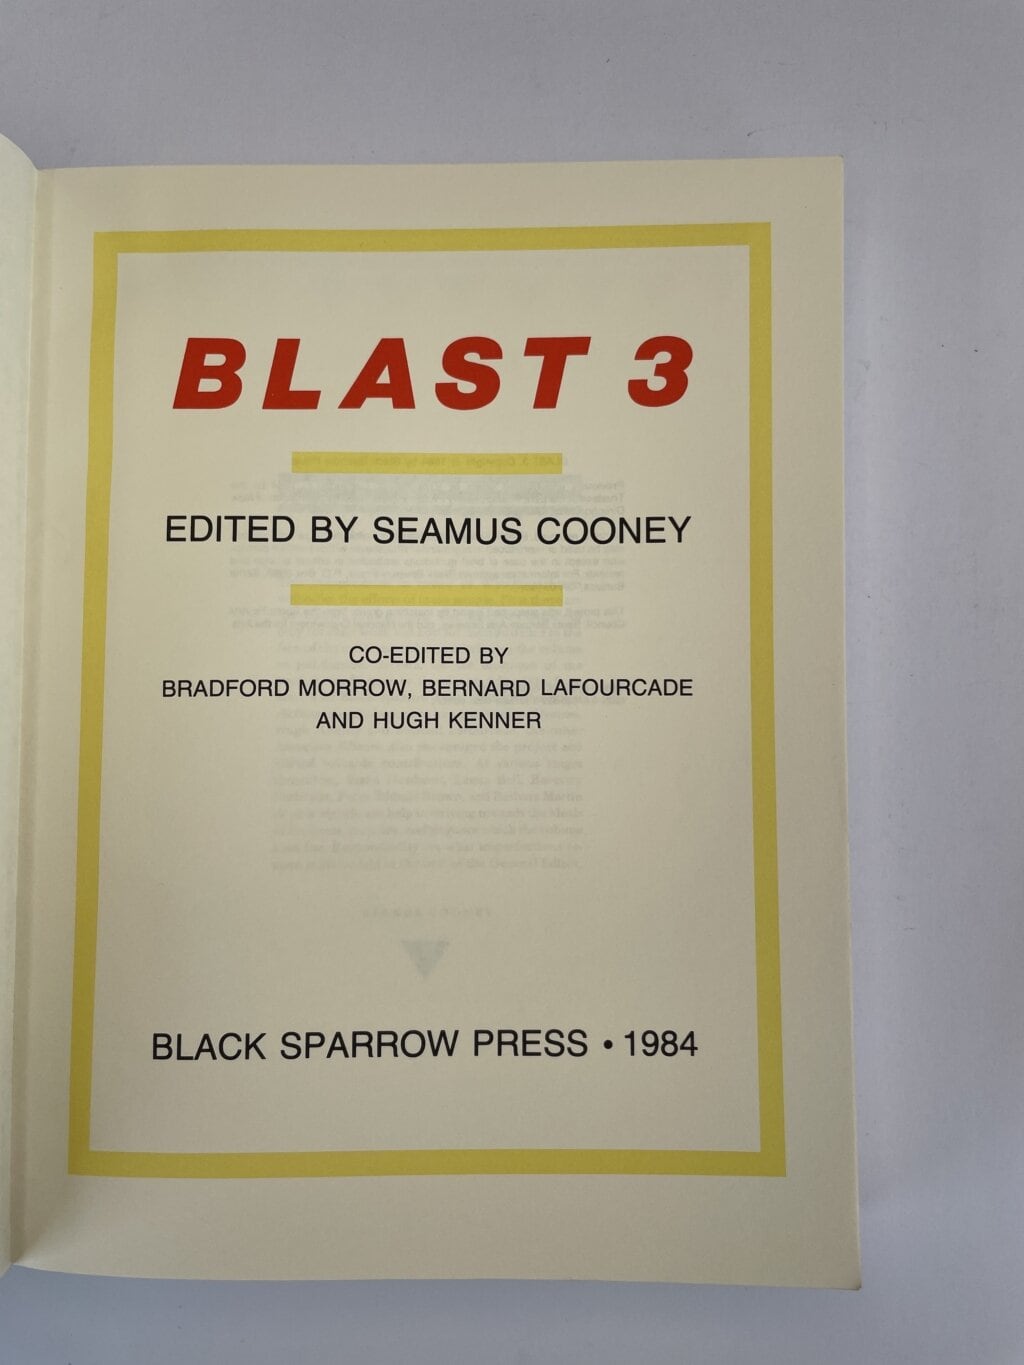 BLAST 3
EDITED BY SEAMUS COONEY
CO-EDITED BY
BRADFORD MORROW, BERNARD LAFOURCADE
AND HUGH KENNER
BLACK SPARROW PRESS • 1984